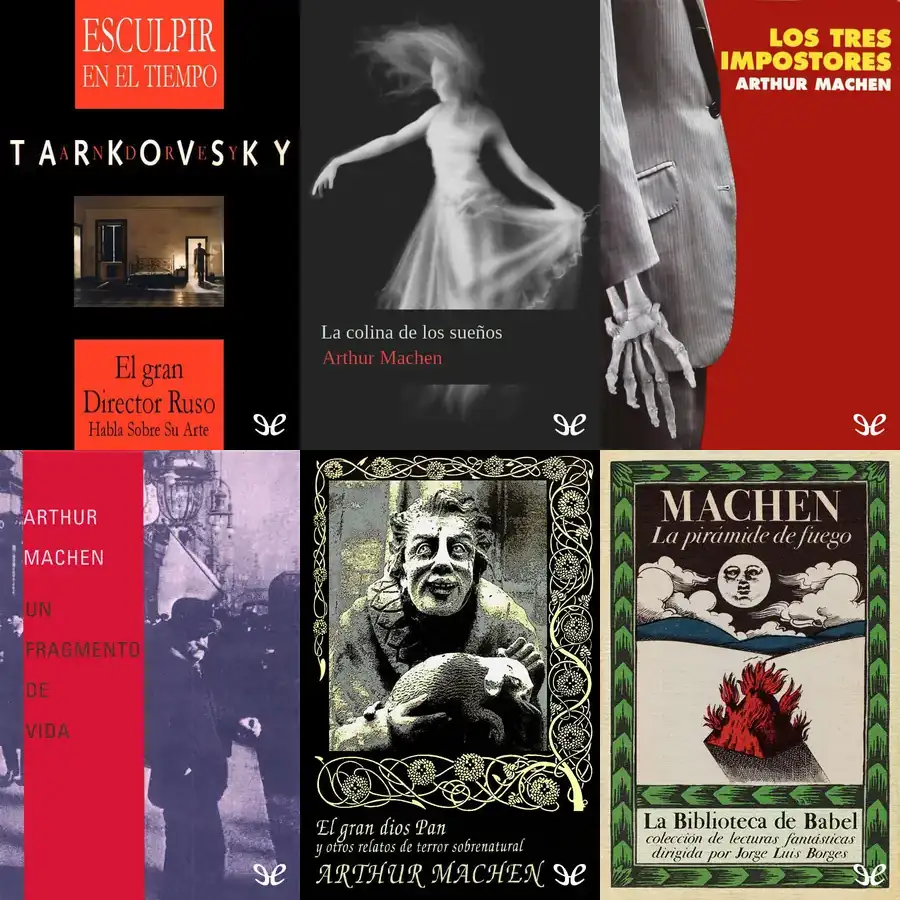 ESCULPIR
EN EL TIEMPO
ANDREY
TARKOVSKY
El gran
Director Ruso
Habla Sobre Su Arte
La colina de los sueños
Arthur Machen
LOS TRES
IMPOSTORES
ARTHUR MACHEN
ARTHUR
MACHEN
UN
FRAGMENTO
DE
VIDA
El gran dios Pan
y otros relatos de terror sobrenatural
ARTHUR MACHEN
MACHEN
La pirámide de fuego
La Biblioteca de Babel
colección de lecturas fantásticas
dirigida por Jorge Luis Borges